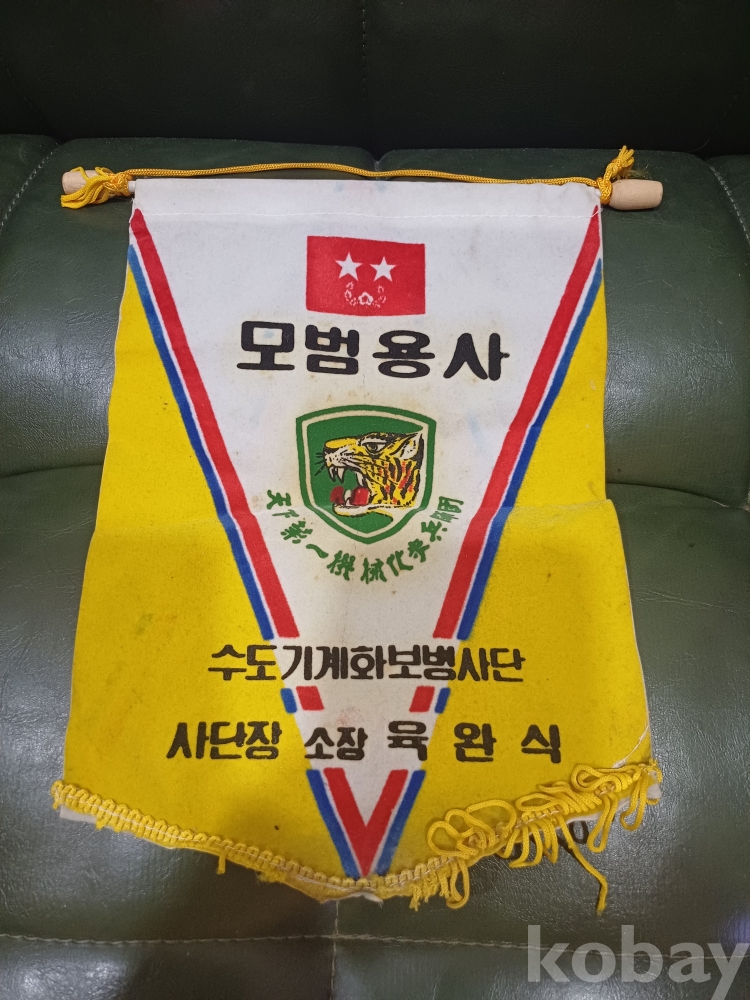 모범용사
天下第一機械化步兵師團
수도기계화보병사단
사단장 소장 육완식
kobay